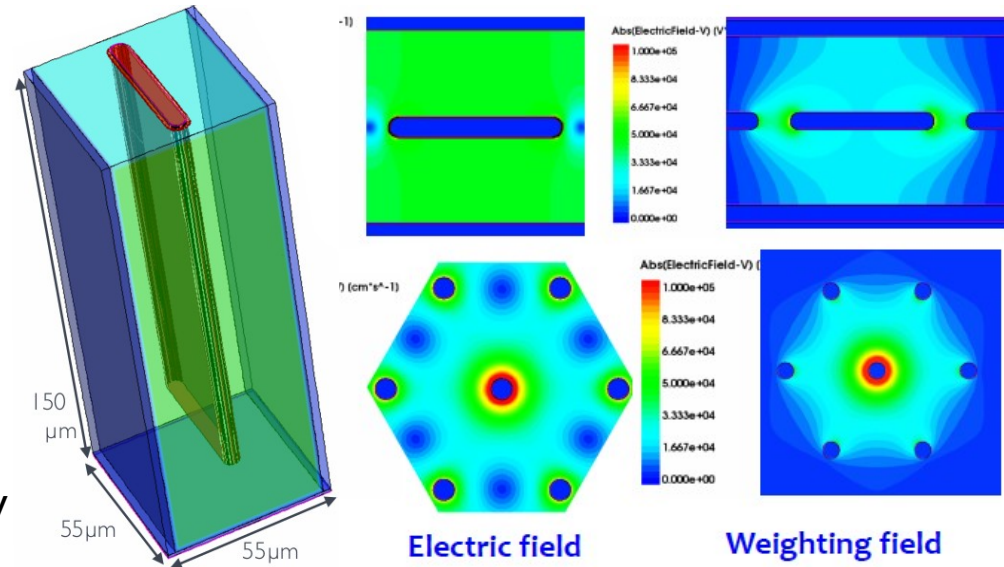 -1)
Abs(ElectricField-V) (V*
1.000e+05
8.333e+04
6.667e+04
5.000e+04
3.333e+04
1.667e+04
0.000e+00
150
µm
55µm
55µm
) (cm*s^-1)
Abs(ElectricField-V) (
1.000e+05
8.333e+04
6.667e+04
5.000e+04
3.333e+04
1.667e+04
0.000e+00
Electric field
Weighting field